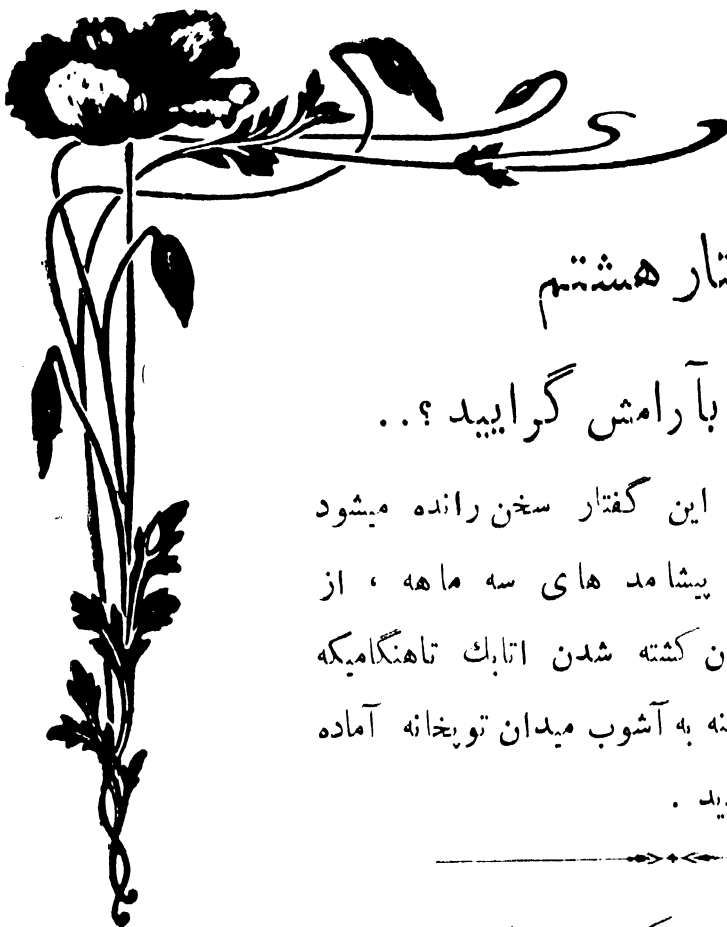 تار هشتم
بآرامش گرایید ؟..
این گفتار سخن رانده میشود
پیشامد های سه ماهه ، از
کشته شدن اتابك تاهنگامیکه
به آشوب میدان توپخانه آماده